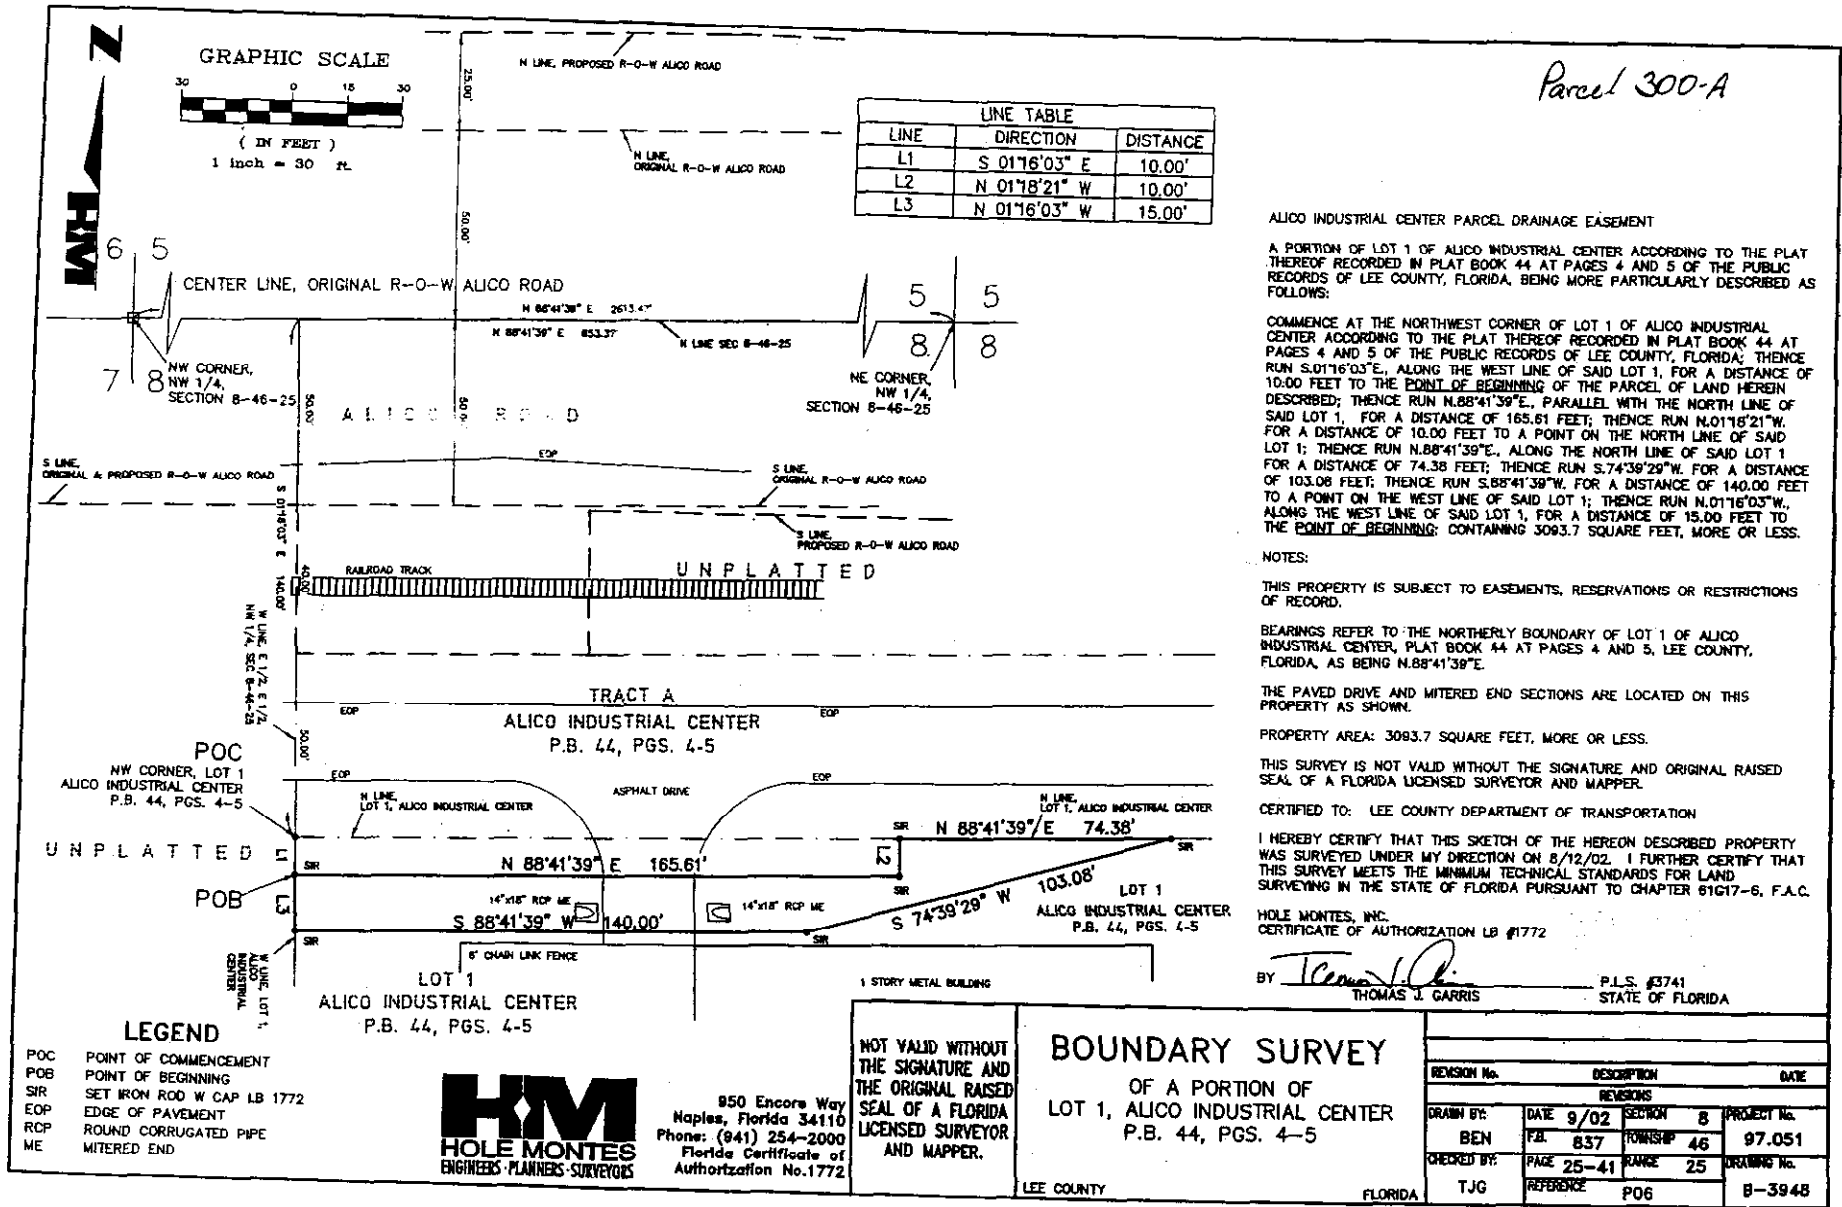 Parcel 300-A
Z
HM
GRAPHIC SCALE
30 0 15 30
( IN FEET )
1 inch = 30 ft.
N LINE, PROPOSED R-O-W ALICO ROAD
25.00'
N LINE,
ORIGINAL R-O-W ALICO ROAD
50.00'
LINE TABLE
LINE DIRECTION DISTANCE
L1 S 01°16'03" E 10.00'
L2 N 01°18'21" W 10.00'
L3 N 01°16'03" W 15.00'
6 5
CENTER LINE, ORIGINAL R-O-W ALICO ROAD
N 88°41'39" E 2613.47'
N 88°41'39" E 653.37'
N LINE SEC 8-46-25
5 5
8 8
7 8
NW CORNER,
NW 1/4,
SECTION 8-46-25
NE CORNER,
NW 1/4,
SECTION 8-46-25
50.00'
ALICO ROAD
EOP
S LINE,
ORIGINAL & PROPOSED R-O-W ALICO ROAD
S LINE,
ORIGINAL R-O-W ALICO ROAD
S LINE,
PROPOSED R-O-W ALICO ROAD
S 01°16'03" E 140.00'
40.00'
RAILROAD TRACK
UNPLATTED
W LINE, E 1/2, E 1/2,
NW 1/4, SEC 8-46-25
50.00'
TRACT A
ALICO INDUSTRIAL CENTER
P.B. 44, PGS. 4-5
EOP
EOP
POC
NW CORNER, LOT 1
ALICO INDUSTRIAL CENTER
P.B. 44, PGS. 4-5
EOP
EOP
ASPHALT DRIVE
N LINE,
LOT 1, ALICO INDUSTRIAL CENTER
N LINE,
LOT 1, ALICO INDUSTRIAL CENTER
UNPLATTED
L1
SIR
N 88°41'39" E 165.61'
SIR
L2
SIR
N 88°41'39" E 74.38'
SIR
POB
L3
14"x18" RCP ME
14"x18" RCP ME
S 88°41'39" W 140.00'
S 74°39'29" W 103.08'
SIR
SIR
LOT 1
ALICO INDUSTRIAL CENTER
P.B. 44, PGS. 4-5
W LINE, LOT 1,
ALICO
INDUSTRIAL
CENTER
6' CHAIN LINK FENCE
1 STORY METAL BUILDING
LOT 1
ALICO INDUSTRIAL CENTER
P.B. 44, PGS. 4-5
LEGEND
POC POINT OF COMMENCEMENT
POB POINT OF BEGINNING
SIR SET IRON ROD W CAP LB 1772
EOP EDGE OF PAVEMENT
RCP ROUND CORRUGATED PIPE
ME MITERED END
HM
HOLE MONTES
ENGINEERS·PLANNERS·SURVEYORS
950 Encore Way
Naples, Florida 34110
Phone: (941) 254-2000
Florida Certificate of
Authorization No.1772
ALICO INDUSTRIAL CENTER PARCEL DRAINAGE EASEMENT
A PORTION OF LOT 1 OF ALICO INDUSTRIAL CENTER ACCORDING TO THE PLAT
THEREOF RECORDED IN PLAT BOOK 44 AT PAGES 4 AND 5 OF THE PUBLIC
RECORDS OF LEE COUNTY, FLORIDA, BEING MORE PARTICULARLY DESCRIBED AS
FOLLOWS:
COMMENCE AT THE NORTHWEST CORNER OF LOT 1 OF ALICO INDUSTRIAL
CENTER ACCORDING TO THE PLAT THEREOF RECORDED IN PLAT BOOK 44 AT
PAGES 4 AND 5 OF THE PUBLIC RECORDS OF LEE COUNTY, FLORIDA; THENCE
RUN S.01°16'03"E., ALONG THE WEST LINE OF SAID LOT 1, FOR A DISTANCE OF
10.00 FEET TO THE POINT OF BEGINNING OF THE PARCEL OF LAND HEREIN
DESCRIBED; THENCE RUN N.88°41'39"E., PARALLEL WITH THE NORTH LINE OF
SAID LOT 1, FOR A DISTANCE OF 165.61 FEET; THENCE RUN N.01°18'21"W.
FOR A DISTANCE OF 10.00 FEET TO A POINT ON THE NORTH LINE OF SAID
LOT 1; THENCE RUN N.88°41'39"E., ALONG THE NORTH LINE OF SAID LOT 1
FOR A DISTANCE OF 74.38 FEET; THENCE RUN S.74°39'29"W. FOR A DISTANCE
OF 103.08 FEET; THENCE RUN S.88°41'39"W. FOR A DISTANCE OF 140.00 FEET
TO A POINT ON THE WEST LINE OF SAID LOT 1; THENCE RUN N.01°16'03"W.,
ALONG THE WEST LINE OF SAID LOT 1, FOR A DISTANCE OF 15.00 FEET TO
THE POINT OF BEGINNING; CONTAINING 3093.7 SQUARE FEET, MORE OR LESS.
NOTES:
THIS PROPERTY IS SUBJECT TO EASEMENTS, RESERVATIONS OR RESTRICTIONS
OF RECORD.
BEARINGS REFER TO THE NORTHERLY BOUNDARY OF LOT 1 OF ALICO
INDUSTRIAL CENTER, PLAT BOOK 44 AT PAGES 4 AND 5, LEE COUNTY,
FLORIDA, AS BEING N.88°41'39"E.
THE PAVED DRIVE AND MITERED END SECTIONS ARE LOCATED ON THIS
PROPERTY AS SHOWN.
PROPERTY AREA: 3093.7 SQUARE FEET, MORE OR LESS.
THIS SURVEY IS NOT VALID WITHOUT THE SIGNATURE AND ORIGINAL RAISED
SEAL OF A FLORIDA LICENSED SURVEYOR AND MAPPER.
CERTIFIED TO: LEE COUNTY DEPARTMENT OF TRANSPORTATION
I HEREBY CERTIFY THAT THIS SKETCH OF THE HEREON DESCRIBED PROPERTY
WAS SURVEYED UNDER MY DIRECTION ON 8/12/02. I FURTHER CERTIFY THAT
THIS SURVEY MEETS THE MINIMUM TECHNICAL STANDARDS FOR LAND
SURVEYING IN THE STATE OF FLORIDA PURSUANT TO CHAPTER 61G17-6, F.A.C.
HOLE MONTES, INC.
CERTIFICATE OF AUTHORIZATION LB #1772
BY P.L.S. #3741
THOMAS J. GARRIS STATE OF FLORIDA
NOT VALID WITHOUT
THE SIGNATURE AND
THE ORIGINAL RAISED
SEAL OF A FLORIDA
LICENSED SURVEYOR
AND MAPPER.
BOUNDARY SURVEY
OF A PORTION OF
LOT 1, ALICO INDUSTRIAL CENTER
P.B. 44, PGS. 4-5
LEE COUNTY FLORIDA
REVISION No. DESCRIPTION DATE
REVISIONS
DRAWN BY: BEN DATE 9/02 SECTION 8 PROJECT No. 97.051
F.B. 837 TOWNSHIP 46
CHECKED BY: TJG PAGE 25-41 RANGE 25 DRAWING No. B-3948
REFERENCE P06